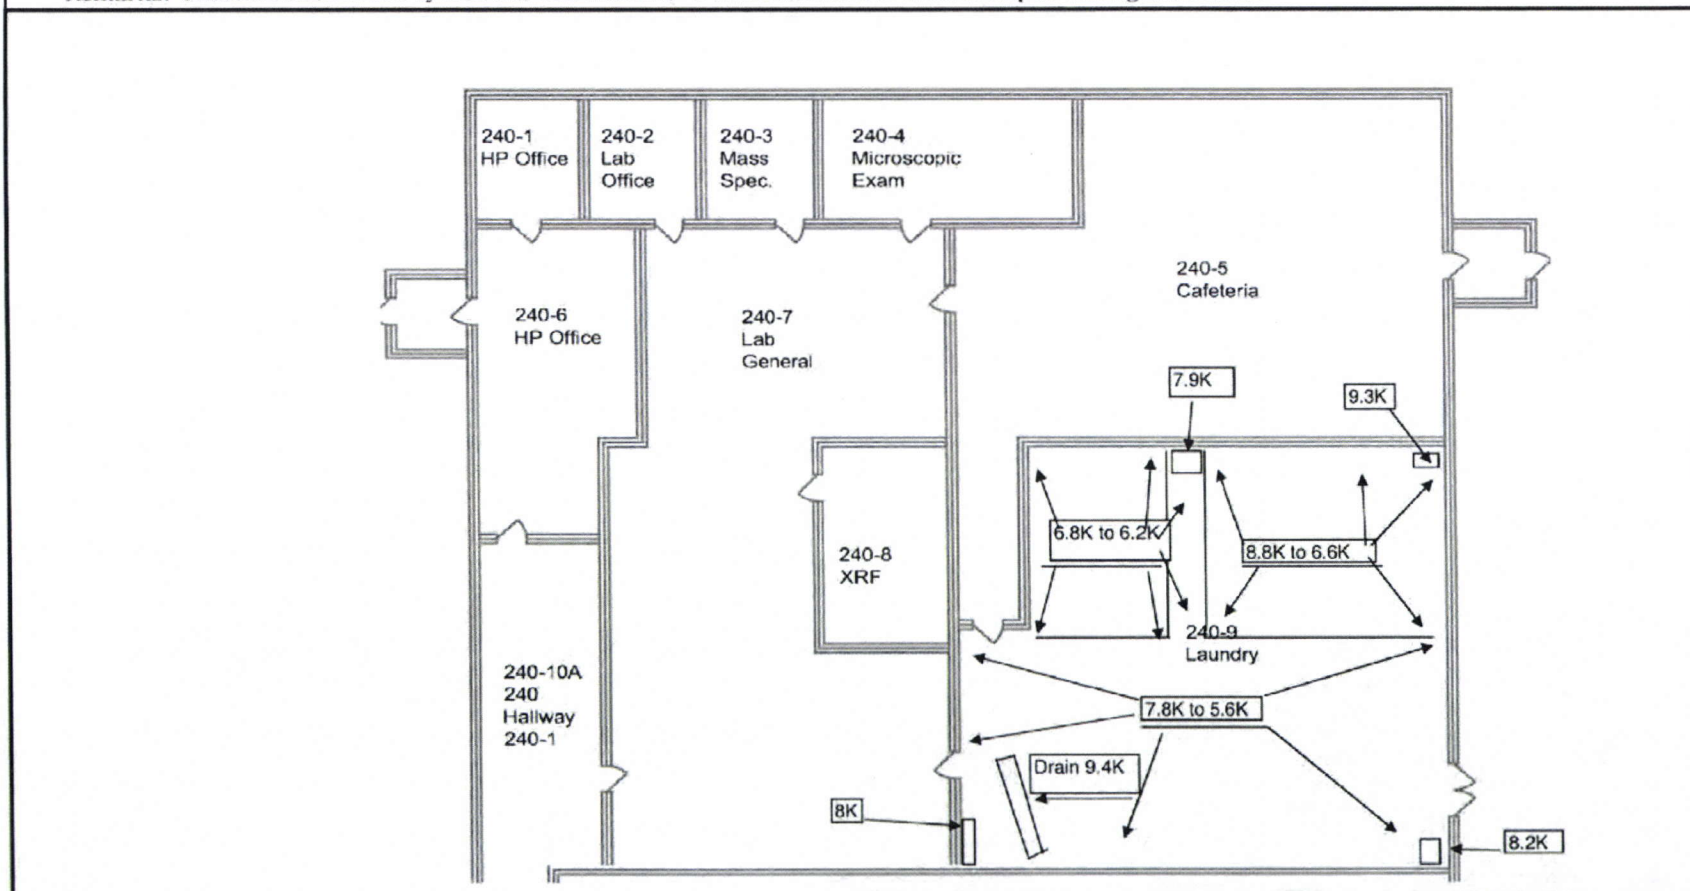 240-1
HP Office
240-2
Lab
Office
240-3
Mass
Spec.
240-4
Microscopic
Exam
240-5
Cafeteria
240-6
HP Office
240-7
Lab
General
7.9K
9.3K
6.8K to 6.2K
8.8K to 6.6K
240-8
XRF
240-9
Laundry
240-10A
240
Hallway
240-1
7.8K to 5.6K
Drain 9.4K
8K
8.2K